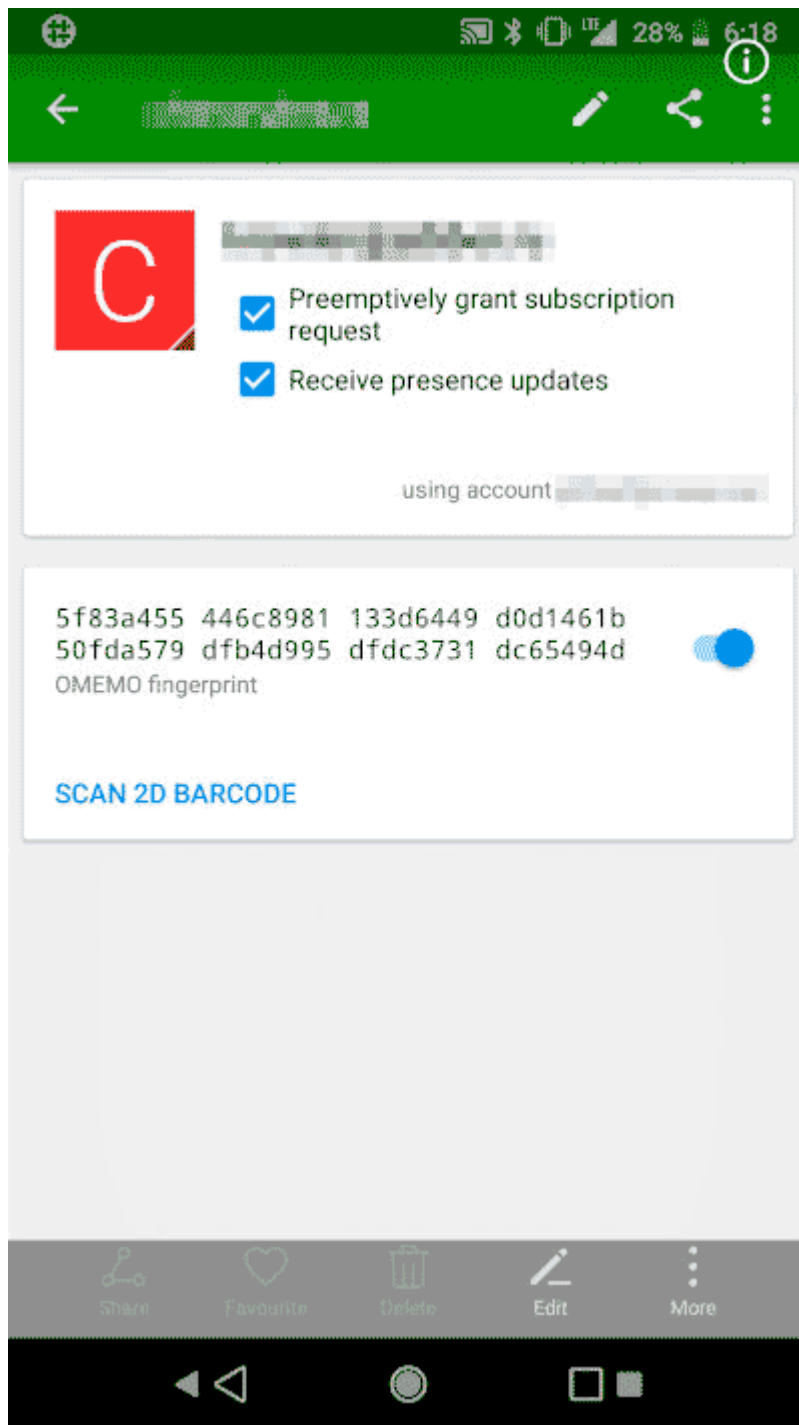 LTE 28% 6:18
C
Preemptively grant subscription
request
Receive presence updates
using account
5f83a455 446c8981 133d6449 d0d1461b
50fda579 dfb4d995 dfdc3731 dc65494d
OMEMO fingerprint
SCAN 2D BARCODE
Share Favourite Delete Edit More